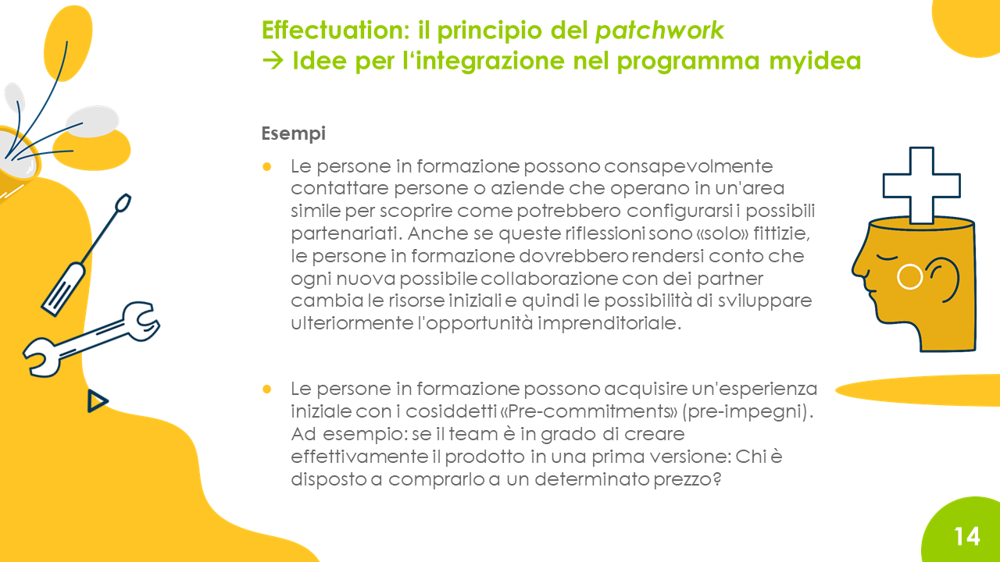 Effectuation: il principio del patchwork
→ Idee per l‘integrazione nel programma myidea
Esempi
● Le persone in formazione possono consapevolmente
contattare persone o aziende che operano in un'area
simile per scoprire come potrebbero configurarsi i possibili
partenariati. Anche se queste riflessioni sono «solo» fittizie,
le persone in formazione dovrebbero rendersi conto che
ogni nuova possibile collaborazione con dei partner
cambia le risorse iniziali e quindi le possibilità di sviluppare
ulteriormente l'opportunità imprenditoriale.
● Le persone in formazione possono acquisire un'esperienza
iniziale con i cosiddetti «Pre-commitments» (pre-impegni).
Ad esempio: se il team è in grado di creare
effettivamente il prodotto in una prima versione: Chi è
disposto a comprarlo a un determinato prezzo?
14